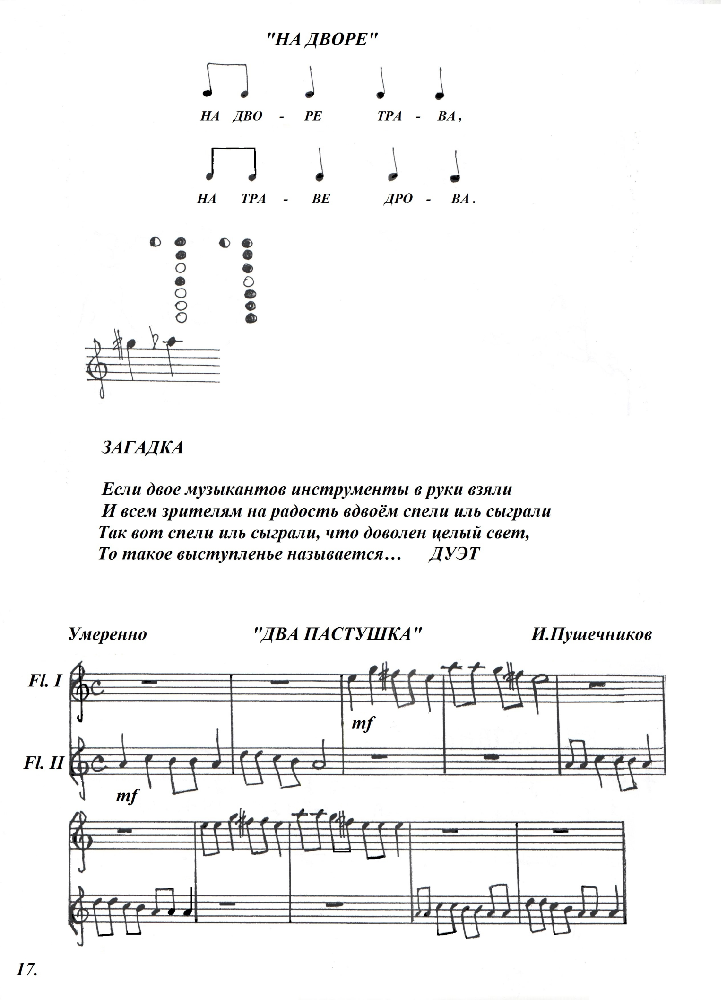 "НА ДВОРЕ"
НА ДВО - РЕ ТРА - ВА,
НА ТРА - ВЕ ДРО - ВА.
ЗАГАДКА
Если двое музыкантов инструменты в руки взяли
И всем зрителям на радость вдвоём спели иль сыграли
Так вот спели иль сыграли, что доволен целый свет,
То такое выступленье называется... ДУЭТ
Умеренно "ДВА ПАСТУШКА" И.Пушечников
Fl. I
mf
Fl. II
mf
17.